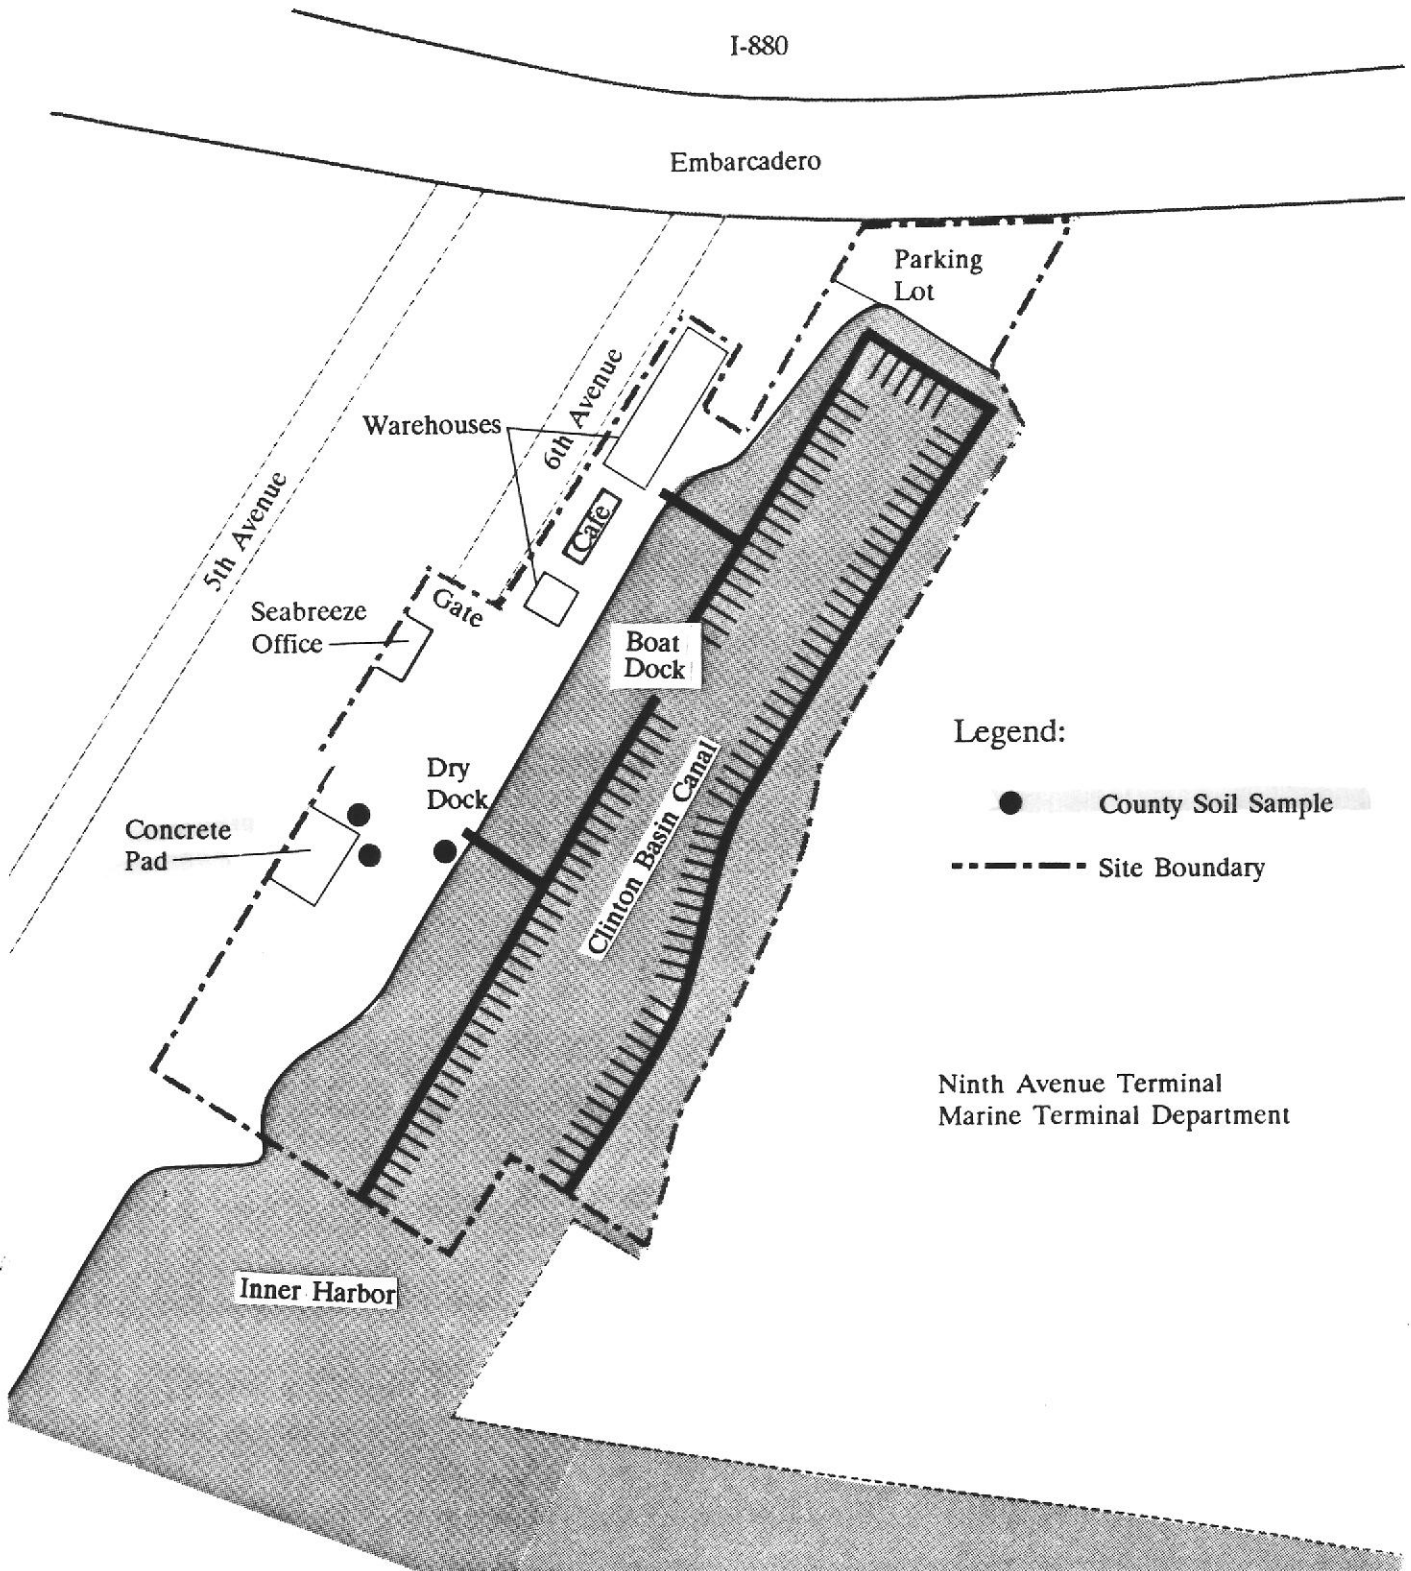 I-880
Embarcadero
Parking
Lot
6th Avenue
Warehouses
5th Avenue
Cafe
Gate
Seabreeze
Office
Boat
Dock
Legend:
Dry
Dock
Clinton Basin Canal
County Soil Sample
Concrete
Pad
Site Boundary
Ninth Avenue Terminal
Marine Terminal Department
Inner Harbor